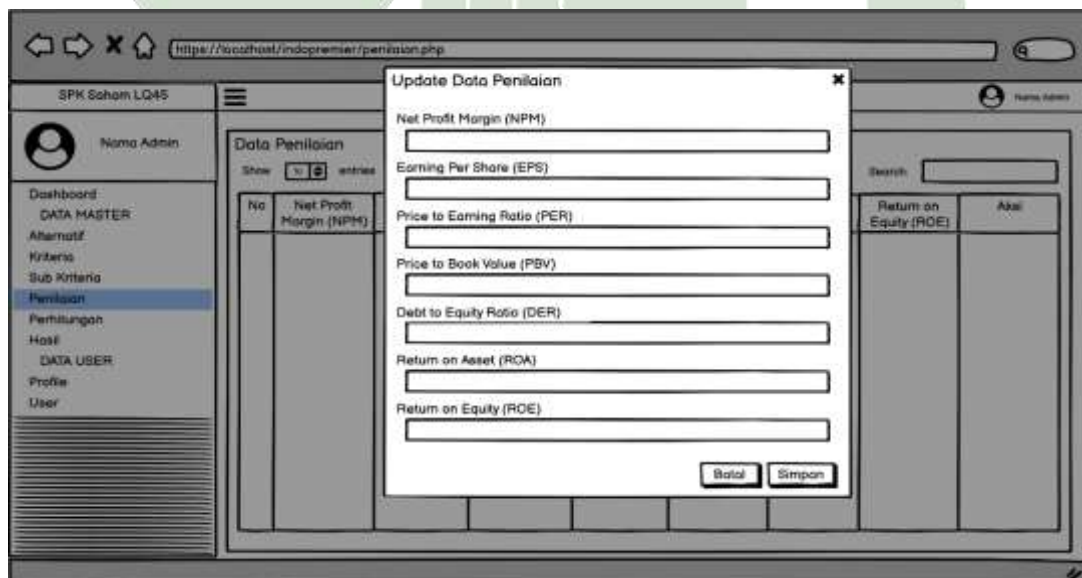 https://localhost/indopremier/penilaian.php
SPK Saham LQ45
Nama Admin
Nama Admin
Dashboard
DATA MASTER
Alternatif
Kriteria
Sub Kriteria
Penilaian
Perhitungan
Hasil
DATA USER
Profile
User
Data Penilaian
Show 10 entries
Search
No
Net Profit
Margin (NPM)
Return on
Equity (ROE)
Aksi
Update Data Penilaian
Net Profit Margin (NPM)
Earning Per Share (EPS)
Price to Earning Ratio (PER)
Price to Book Value (PBV)
Debt to Equity Ratio (DER)
Return on Asset (ROA)
Return on Equity (ROE)
Batal
Simpan